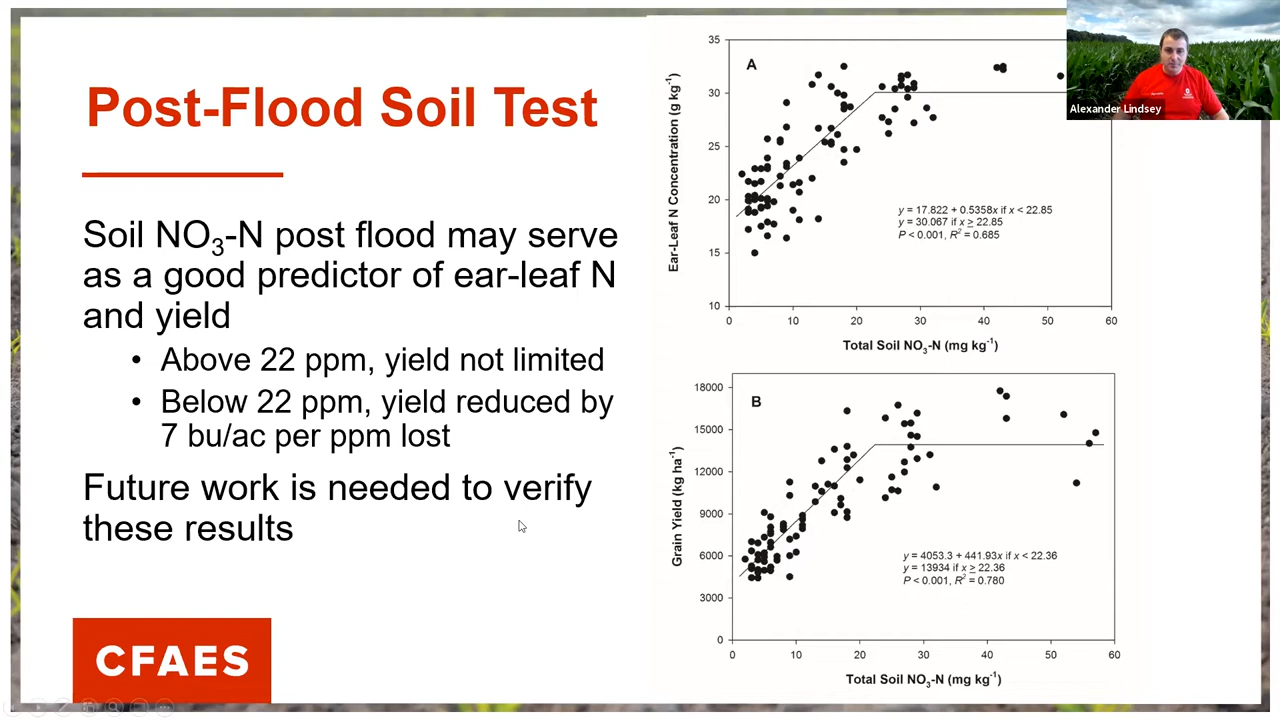 Post-Flood Soil Test
Soil NO₃-N post flood may serve
as a good predictor of ear-leaf N
and yield
• Above 22 ppm, yield not limited
• Below 22 ppm, yield reduced by
7 bu/ac per ppm lost
Future work is needed to verify
these results
CFAES
A
Ear-Leaf N Concentration (g kg⁻¹)
35
30
25
20
15
10
y = 17.822 + 0.5358x if x < 22.85
y = 30.067 if x ≥ 22.85
P < 0.001, R² = 0.685
0 10 20 30 40 50 60
Total Soil NO₃-N (mg kg⁻¹)
B
Grain Yield (kg ha⁻¹)
18000
15000
12000
9000
6000
3000
0
y = 4053.3 + 441.93x if x < 22.36
y = 13934 if x ≥ 22.36
P < 0.001, R² = 0.780
0 10 20 30 40 50 60
Total Soil NO₃-N (mg kg⁻¹)
Alexander Lindsey